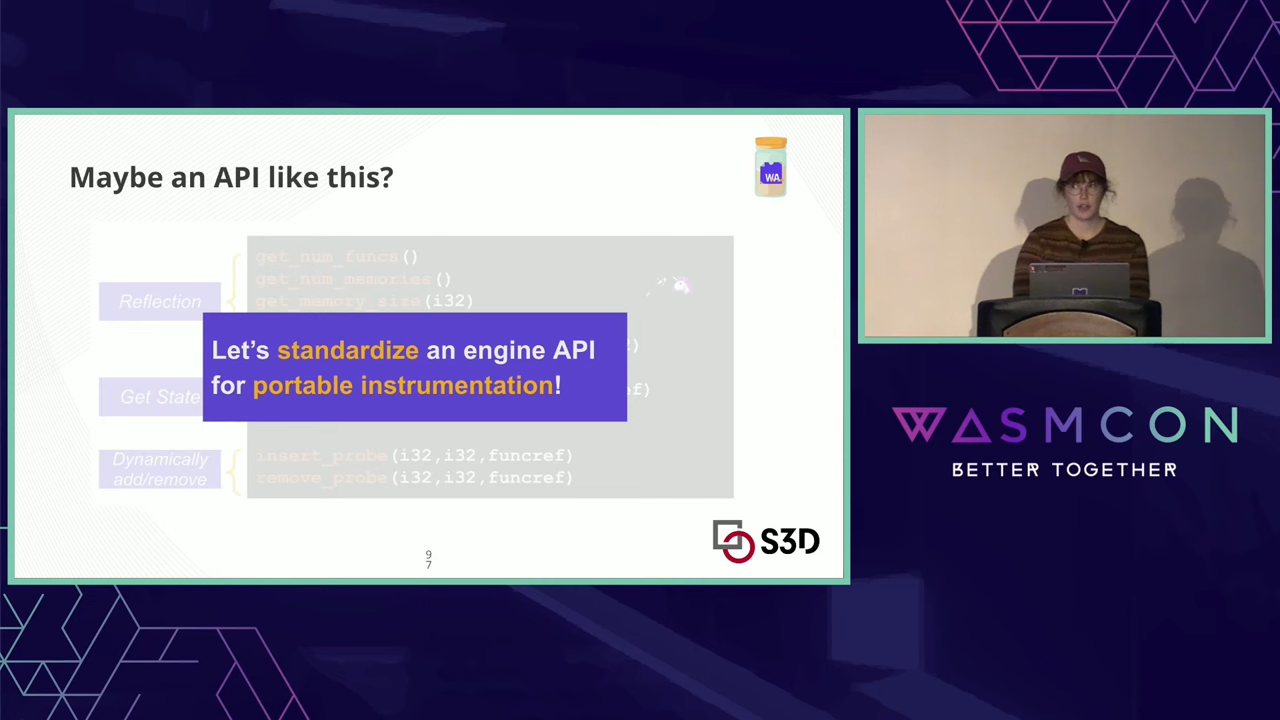 Maybe an API like this?
WA
Reflection
get_num_funcs()
get_num_memories()
get_memory_size(i32)
Let's standardize an engine API
for portable instrumentation!
Get State
Dynamically
add/remove
insert_probe(i32,i32,funcref)
remove_probe(i32,i32,funcref)
9
7
S3D
WASMCON
BETTER TOGETHER